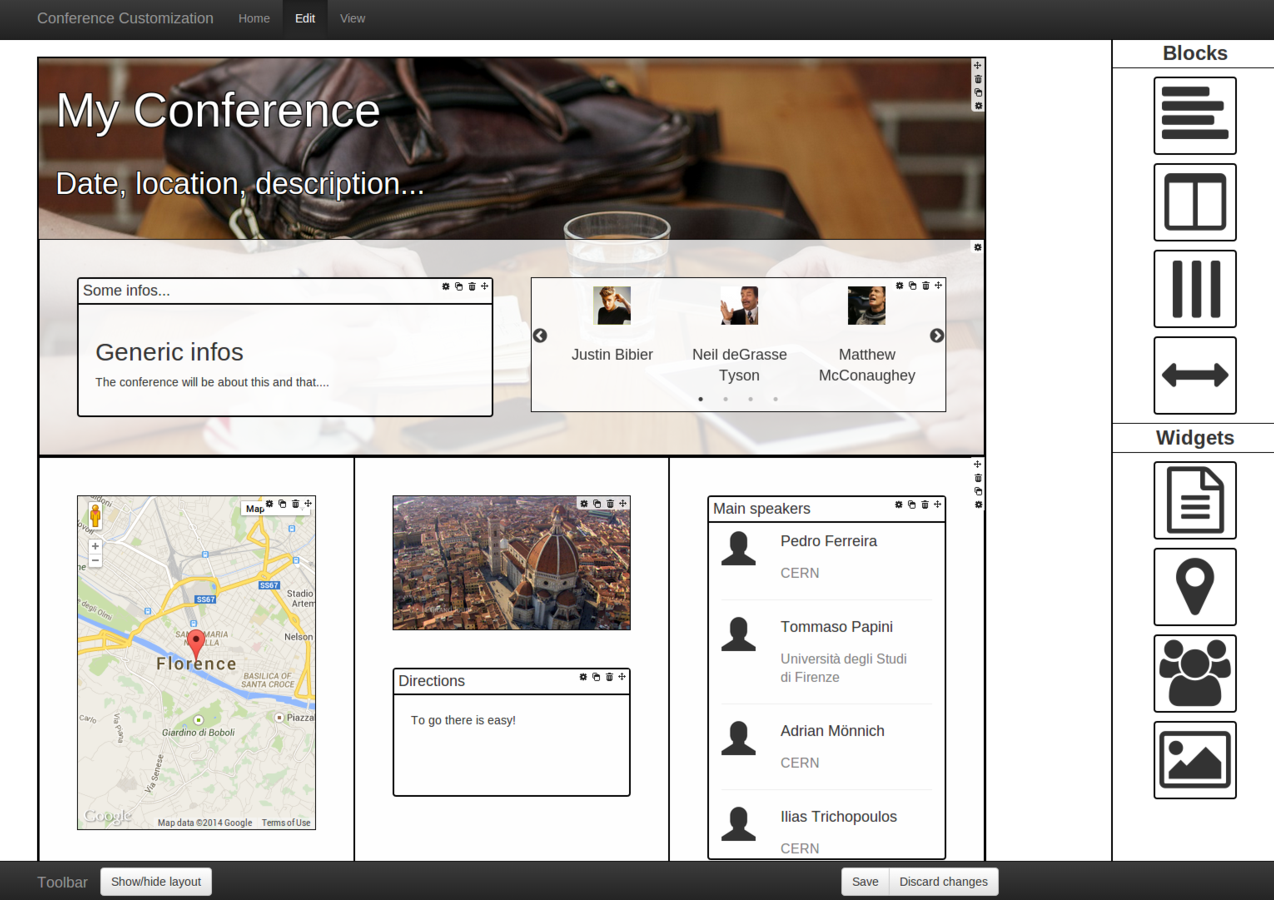 Conference Customization Home Edit View
My Conference
Date, location, description...
Some infos...
Generic infos
The conference will be about this and that....
Justin Bibier
Neil deGrasse
Tyson
Matthew
McConaughey
Map
SS67
SS67
Stadio
Artem
Nelson
SANTA MARIA
NOVELLA
Florence
BASILICA OF
SANTA CROCE
Carlo
Via Senese
Giardino di Boboli
Piazza
Google
Map data ©2014 Google Terms of Use
Directions
To go there is easy!
Main speakers
Pedro Ferreira
CERN
Tommaso Papini
Università degli Studi
di Firenze
Adrian Mönnich
CERN
Ilias Trichopoulos
CERN
Blocks
Widgets
Toolbar Show/hide layout Save Discard changes